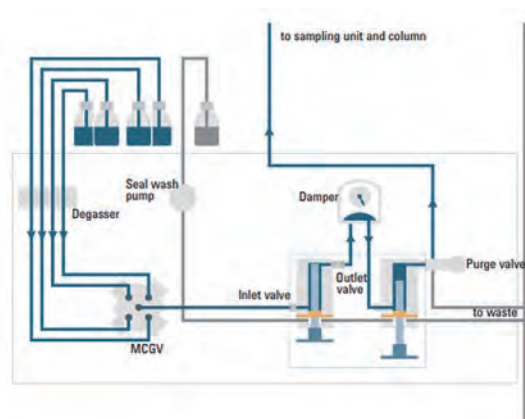 to sampling unit and column
Seal wash
pump
Damper
Degasser
Purge valve
Outlet
valve
Inlet valve
to waste
MCGV